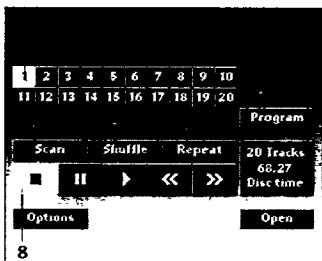 1 2 3 4 5 6 7 8 9 10
11 12 13 14 15 16 17 18 19 20
Program
Scan Shuffle Repeat
20 Tracks
68.27
Disc time
Options
Open
8